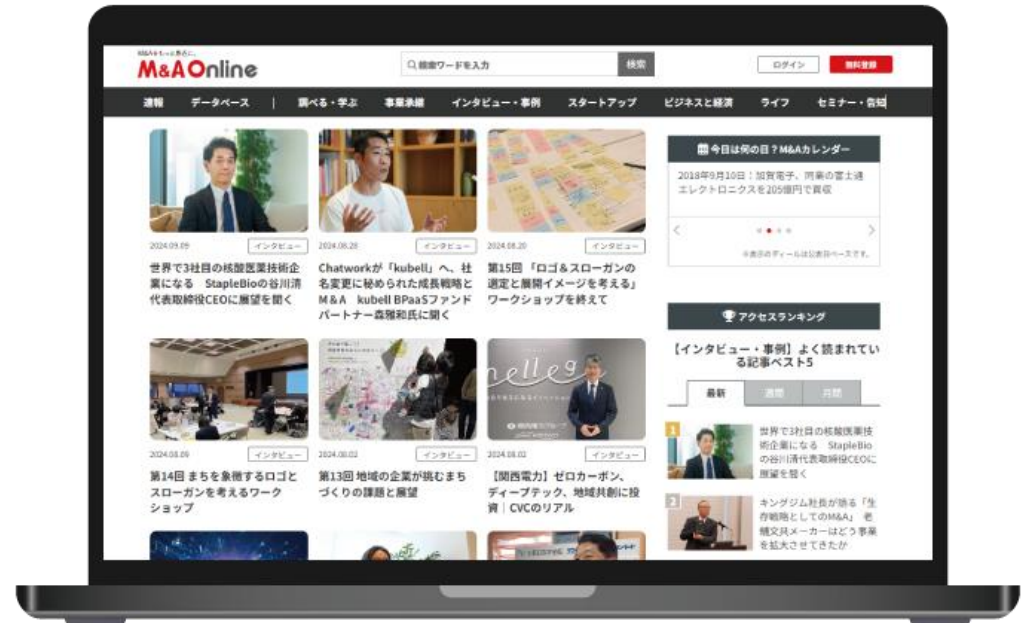 M&Aをもっと身近に。
M&A Online
検索ワードを入力
検索
ログイン
無料登録
速報 データベース | 調べる・学ぶ 事業承継 インタビュー・事例 スタートアップ ビジネスと経済 ライフ セミナー・告知
2024.09.09 インタビュー
世界で3社目の核酸医薬技術企
業になる StapleBioの谷川清
代表取締役CEOに展望を聞く
2024.08.28 インタビュー
Chatworkが「kubell」へ、社
名変更に秘められた成長戦略と
M&A kubell BPaaSファンド
パートナー森雅和氏に聞く
2024.08.20 インタビュー
第15回 「ロゴ&スローガンの
選定と展開イメージを考える」
ワークショップを終えて
2024.08.09 インタビュー
第14回 まちを象徴するロゴと
スローガンを考えるワーク
ショップ
2024.08.02 インタビュー
第13回 地域の企業が挑むまち
づくりの課題と展望
2024.08.02 インタビュー
【関西電力】ゼロカーボン、
ディープテック、地域共創に投
資|CVCのリアル
今日は何の日?M&Aカレンダー
2018年9月10日:加賀電子、同業の富士通
エレクトロニクスを205億円で買収
※表示のディールは公表日ベースです。
アクセスランキング
【インタビュー・事例】よく読まれてい
る記事ベスト5
最新 週間 月間
1
世界で3社目の核酸医薬技
術企業になる StapleBio
の谷川清代表取締役CEOに
展望を聞く
2
キングジム社長が語る「生
存戦略としてのM&A」 老
舗文具メーカーはどう事業
を拡大させてきたか